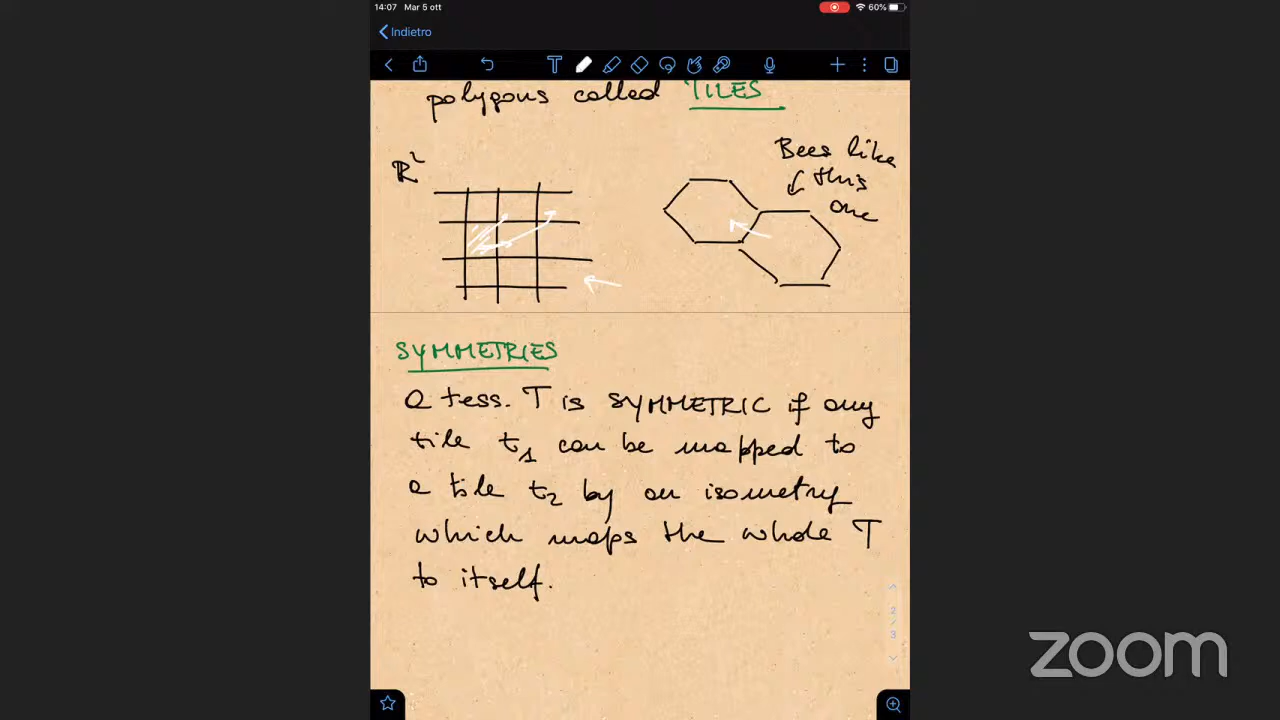 14:07 Mar 5 ott 60%
Indietro
polygons called TILES
R²
Bees like
this
one
SYMMETRIES
a tess. T is SYMMETRIC if any
tile t1 can be mapped to
a tile t2 by an isometry
which maps the whole T
to itself.
2
/
3
zoom